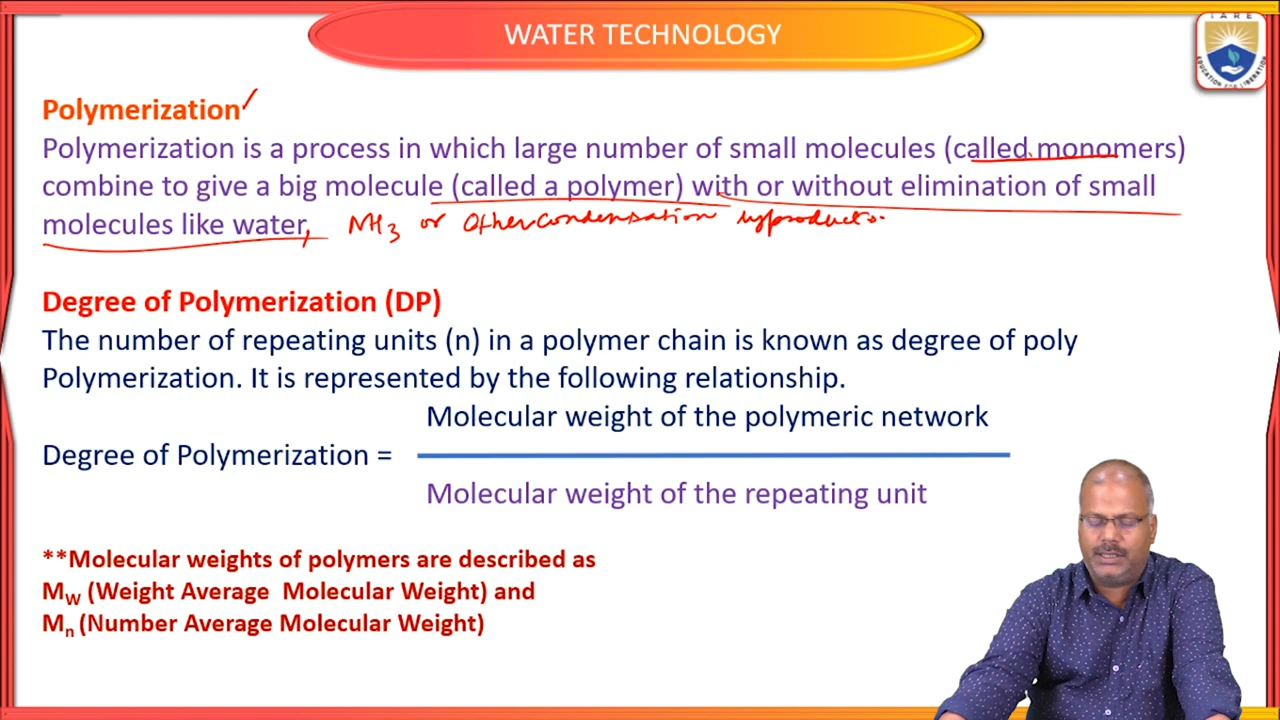 WATER TECHNOLOGY
IARE
EDUCATION FOR LIBERATION
Polymerization
Polymerization is a process in which large number of small molecules (called monomers)
combine to give a big molecule (called a polymer) with or without elimination of small
molecules like water, NH3 or Other condensation byproducts.
Degree of Polymerization (DP)
The number of repeating units (n) in a polymer chain is known as degree of poly
Polymerization. It is represented by the following relationship.
Molecular weight of the polymeric network
Degree of Polymerization =
Molecular weight of the repeating unit
**Molecular weights of polymers are described as
MW (Weight Average Molecular Weight) and
Mn (Number Average Molecular Weight)